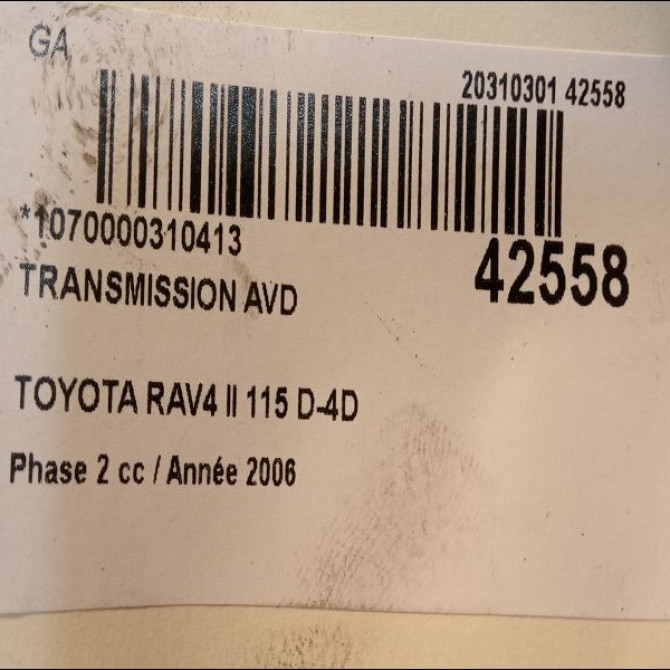 GA
20310301 42558
*1070000310413
42558
TRANSMISSION AVD
TOYOTA RAV4 II 115 D-4D
Phase 2 cc / Année 2006